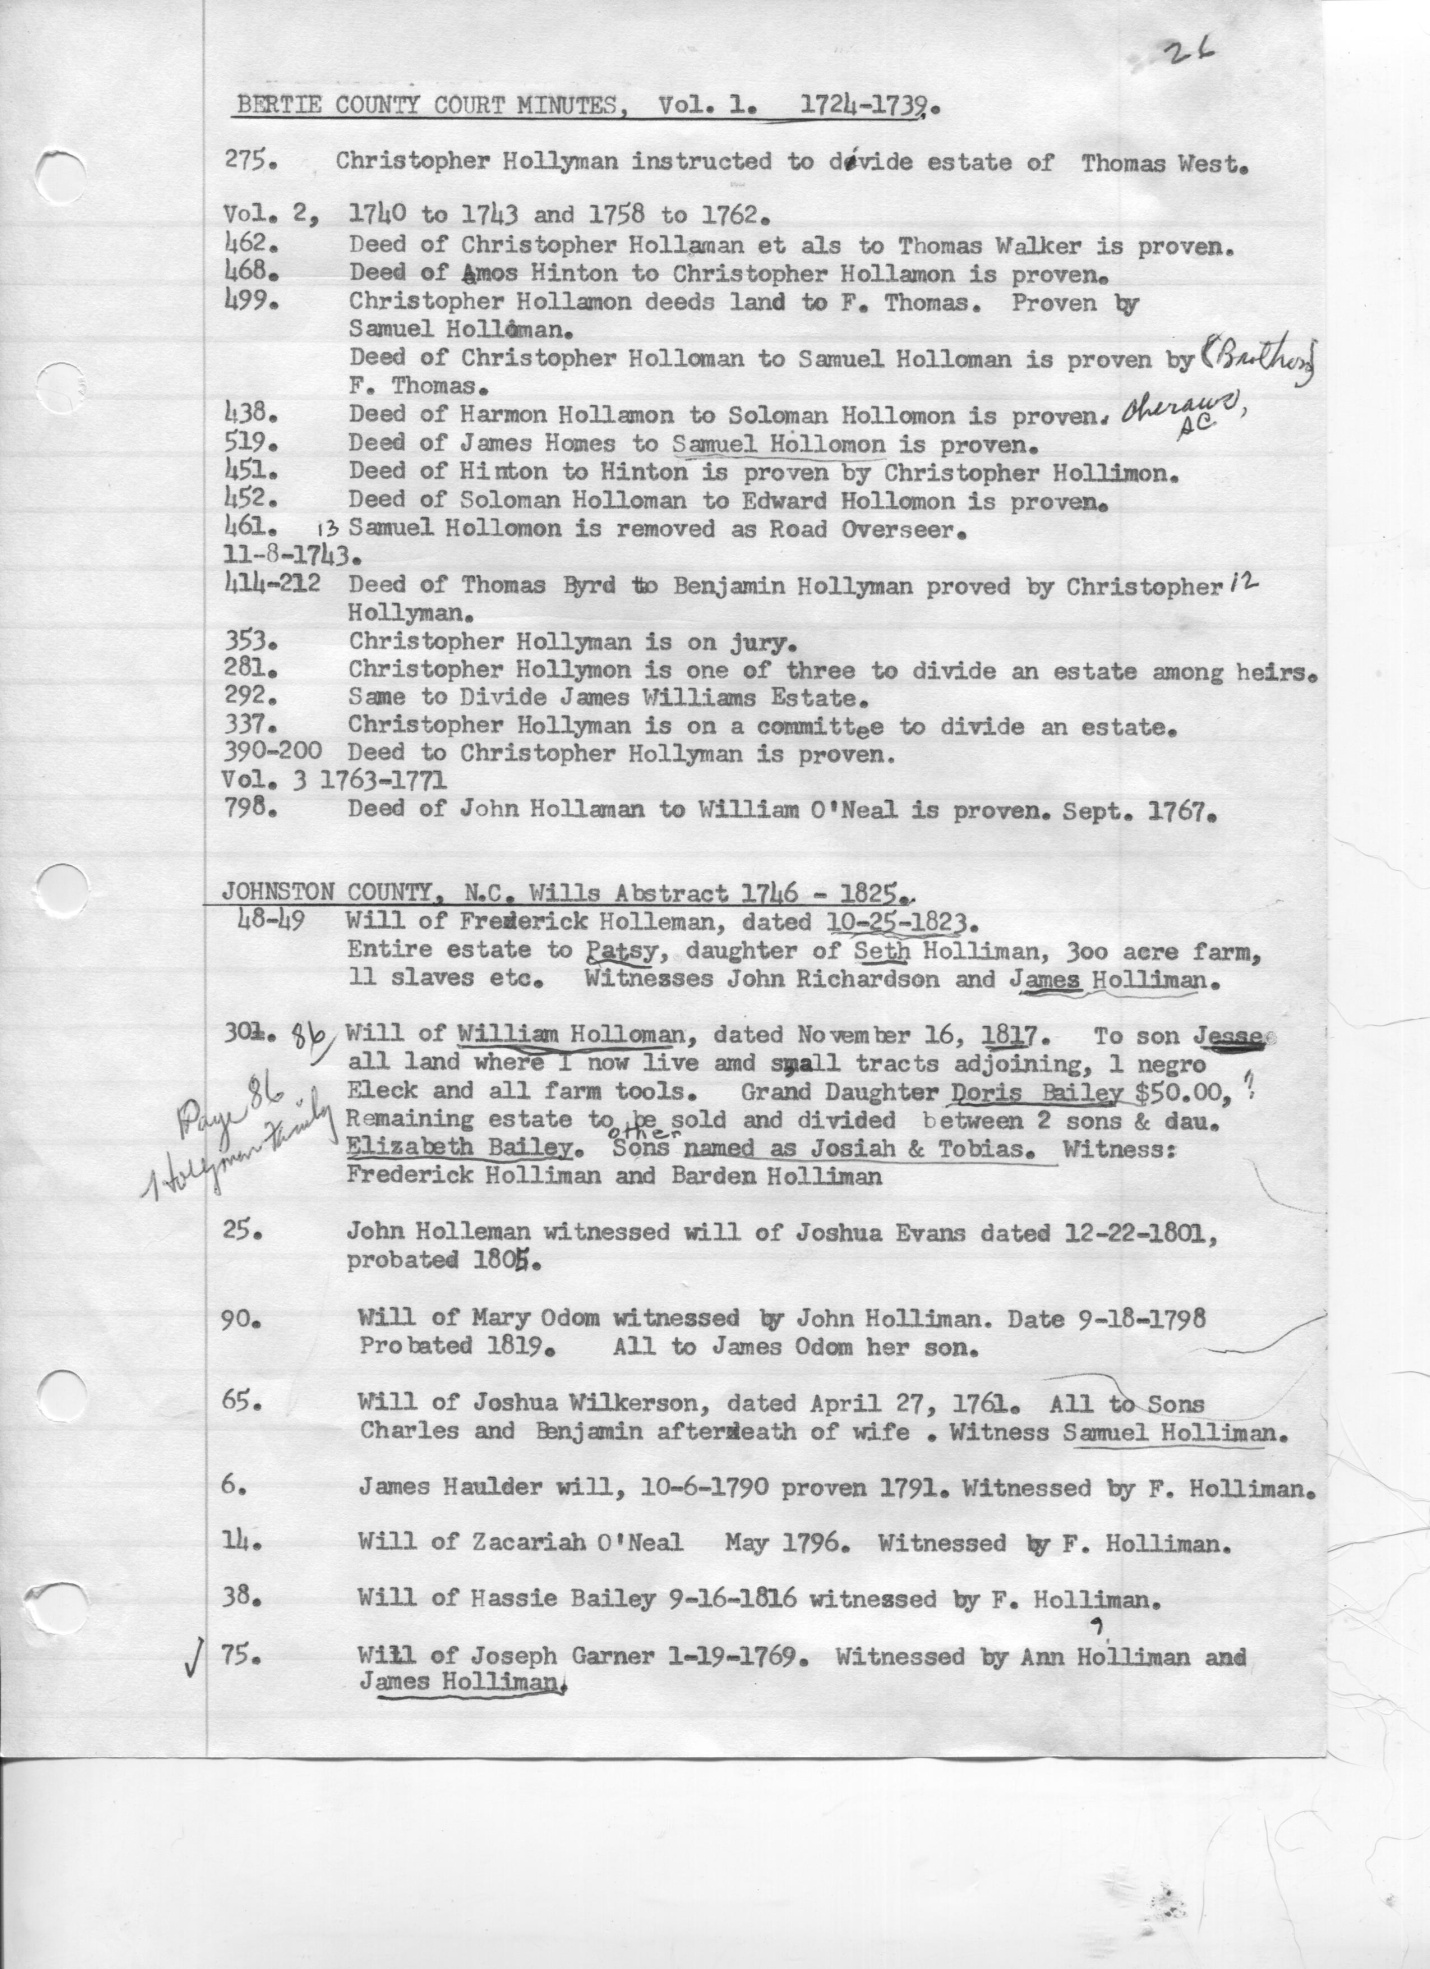 26
BERTIE COUNTY COURT MINUTES, Vol. 1. 1724-1739.
275. Christopher Hollyman instructed to divide estate of Thomas West.
Vol. 2, 1740 to 1743 and 1758 to 1762.
462. Deed of Christopher Hollaman et als to Thomas Walker is proven.
468. Deed of Amos Hinton to Christopher Hollamon is proven.
499. Christopher Hollamon deeds land to F. Thomas. Proven by
Samuel Holloman.
Deed of Christopher Holloman to Samuel Holloman is proven by (Brothers)
F. Thomas.
438. Deed of Harmon Hollamon to Soloman Hollomon is proven. Cheraws,
519. Deed of James Homes to Samuel Hollomon is proven.
451. Deed of Hinton to Hinton is proven by Christopher Hollimon.
452. Deed of Soloman Holloman to Edward Hollomon is proven.
461. 13 Samuel Hollomon is removed as Road Overseer.
11-8-1743.
414-212 Deed of Thomas Byrd to Benjamin Hollyman proved by Christopher 12
Hollyman.
353. Christopher Hollyman is on jury.
281. Christopher Hollymon is one of three to divide an estate among heirs.
292. Same to Divide James Williams Estate.
337. Christopher Hollyman is on a committee to divide an estate.
390-200 Deed to Christopher Hollyman is proven.
Vol. 3 1763-1771
798. Deed of John Hollaman to William O'Neal is proven. Sept. 1767.
JOHNSTON COUNTY, N.C. Wills Abstract 1746 - 1825.
48-49 Will of Frederick Holleman, dated 10-25-1823.
Entire estate to Patsy, daughter of Seth Holliman, 3oo acre farm,
11 slaves etc. Witnesses John Richardson and James Holliman.
301. 86 Will of William Holloman, dated November 16, 1817. To son Jesse
all land where I now live amd small tracts adjoining, 1 negro
Eleck and all farm tools. Grand Daughter Doris Bailey $50.00, ?
Page 86
Hollyman Family
Remaining estate to be sold and divided between 2 sons & dau.
Elizabeth Bailey. other Sons named as Josiah & Tobias. Witness:
Frederick Holliman and Barden Holliman
25. John Holleman witnessed will of Joshua Evans dated 12-22-1801,
probated 1805.
90. Will of Mary Odom witnessed by John Holliman. Date 9-18-1798
Probated 1819. All to James Odom her son.
65. Will of Joshua Wilkerson, dated April 27, 1761. All to Sons
Charles and Benjamin after death of wife . Witness Samuel Holliman.
6. James Haulder will, 10-6-1790 proven 1791. Witnessed by F. Holliman.
14. Will of Zacariah O'Neal May 1796. Witnessed by F. Holliman.
38. Will of Hassie Bailey 9-16-1816 witnessed by F. Holliman.
✓ 75. Will of Joseph Garner 1-19-1769. Witnessed by Ann Holliman and
James Holliman.